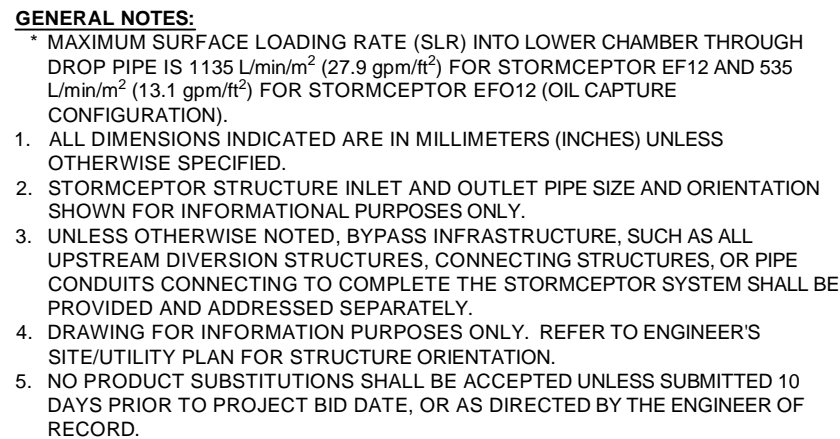 GENERAL NOTES:
* MAXIMUM SURFACE LOADING RATE (SLR) INTO LOWER CHAMBER THROUGH
DROP PIPE IS 1135 L/min/m² (27.9 gpm/ft²) FOR STORMCEPTOR EF12 AND 535
L/min/m² (13.1 gpm/ft²) FOR STORMCEPTOR EFO12 (OIL CAPTURE
CONFIGURATION).
1. ALL DIMENSIONS INDICATED ARE IN MILLIMETERS (INCHES) UNLESS
OTHERWISE SPECIFIED.
2. STORMCEPTOR STRUCTURE INLET AND OUTLET PIPE SIZE AND ORIENTATION
SHOWN FOR INFORMATIONAL PURPOSES ONLY.
3. UNLESS OTHERWISE NOTED, BYPASS INFRASTRUCTURE, SUCH AS ALL
UPSTREAM DIVERSION STRUCTURES, CONNECTING STRUCTURES, OR PIPE
CONDUITS CONNECTING TO COMPLETE THE STORMCEPTOR SYSTEM SHALL BE
PROVIDED AND ADDRESSED SEPARATELY.
4. DRAWING FOR INFORMATION PURPOSES ONLY. REFER TO ENGINEER'S
SITE/UTILITY PLAN FOR STRUCTURE ORIENTATION.
5. NO PRODUCT SUBSTITUTIONS SHALL BE ACCEPTED UNLESS SUBMITTED 10
DAYS PRIOR TO PROJECT BID DATE, OR AS DIRECTED BY THE ENGINEER OF
RECORD.